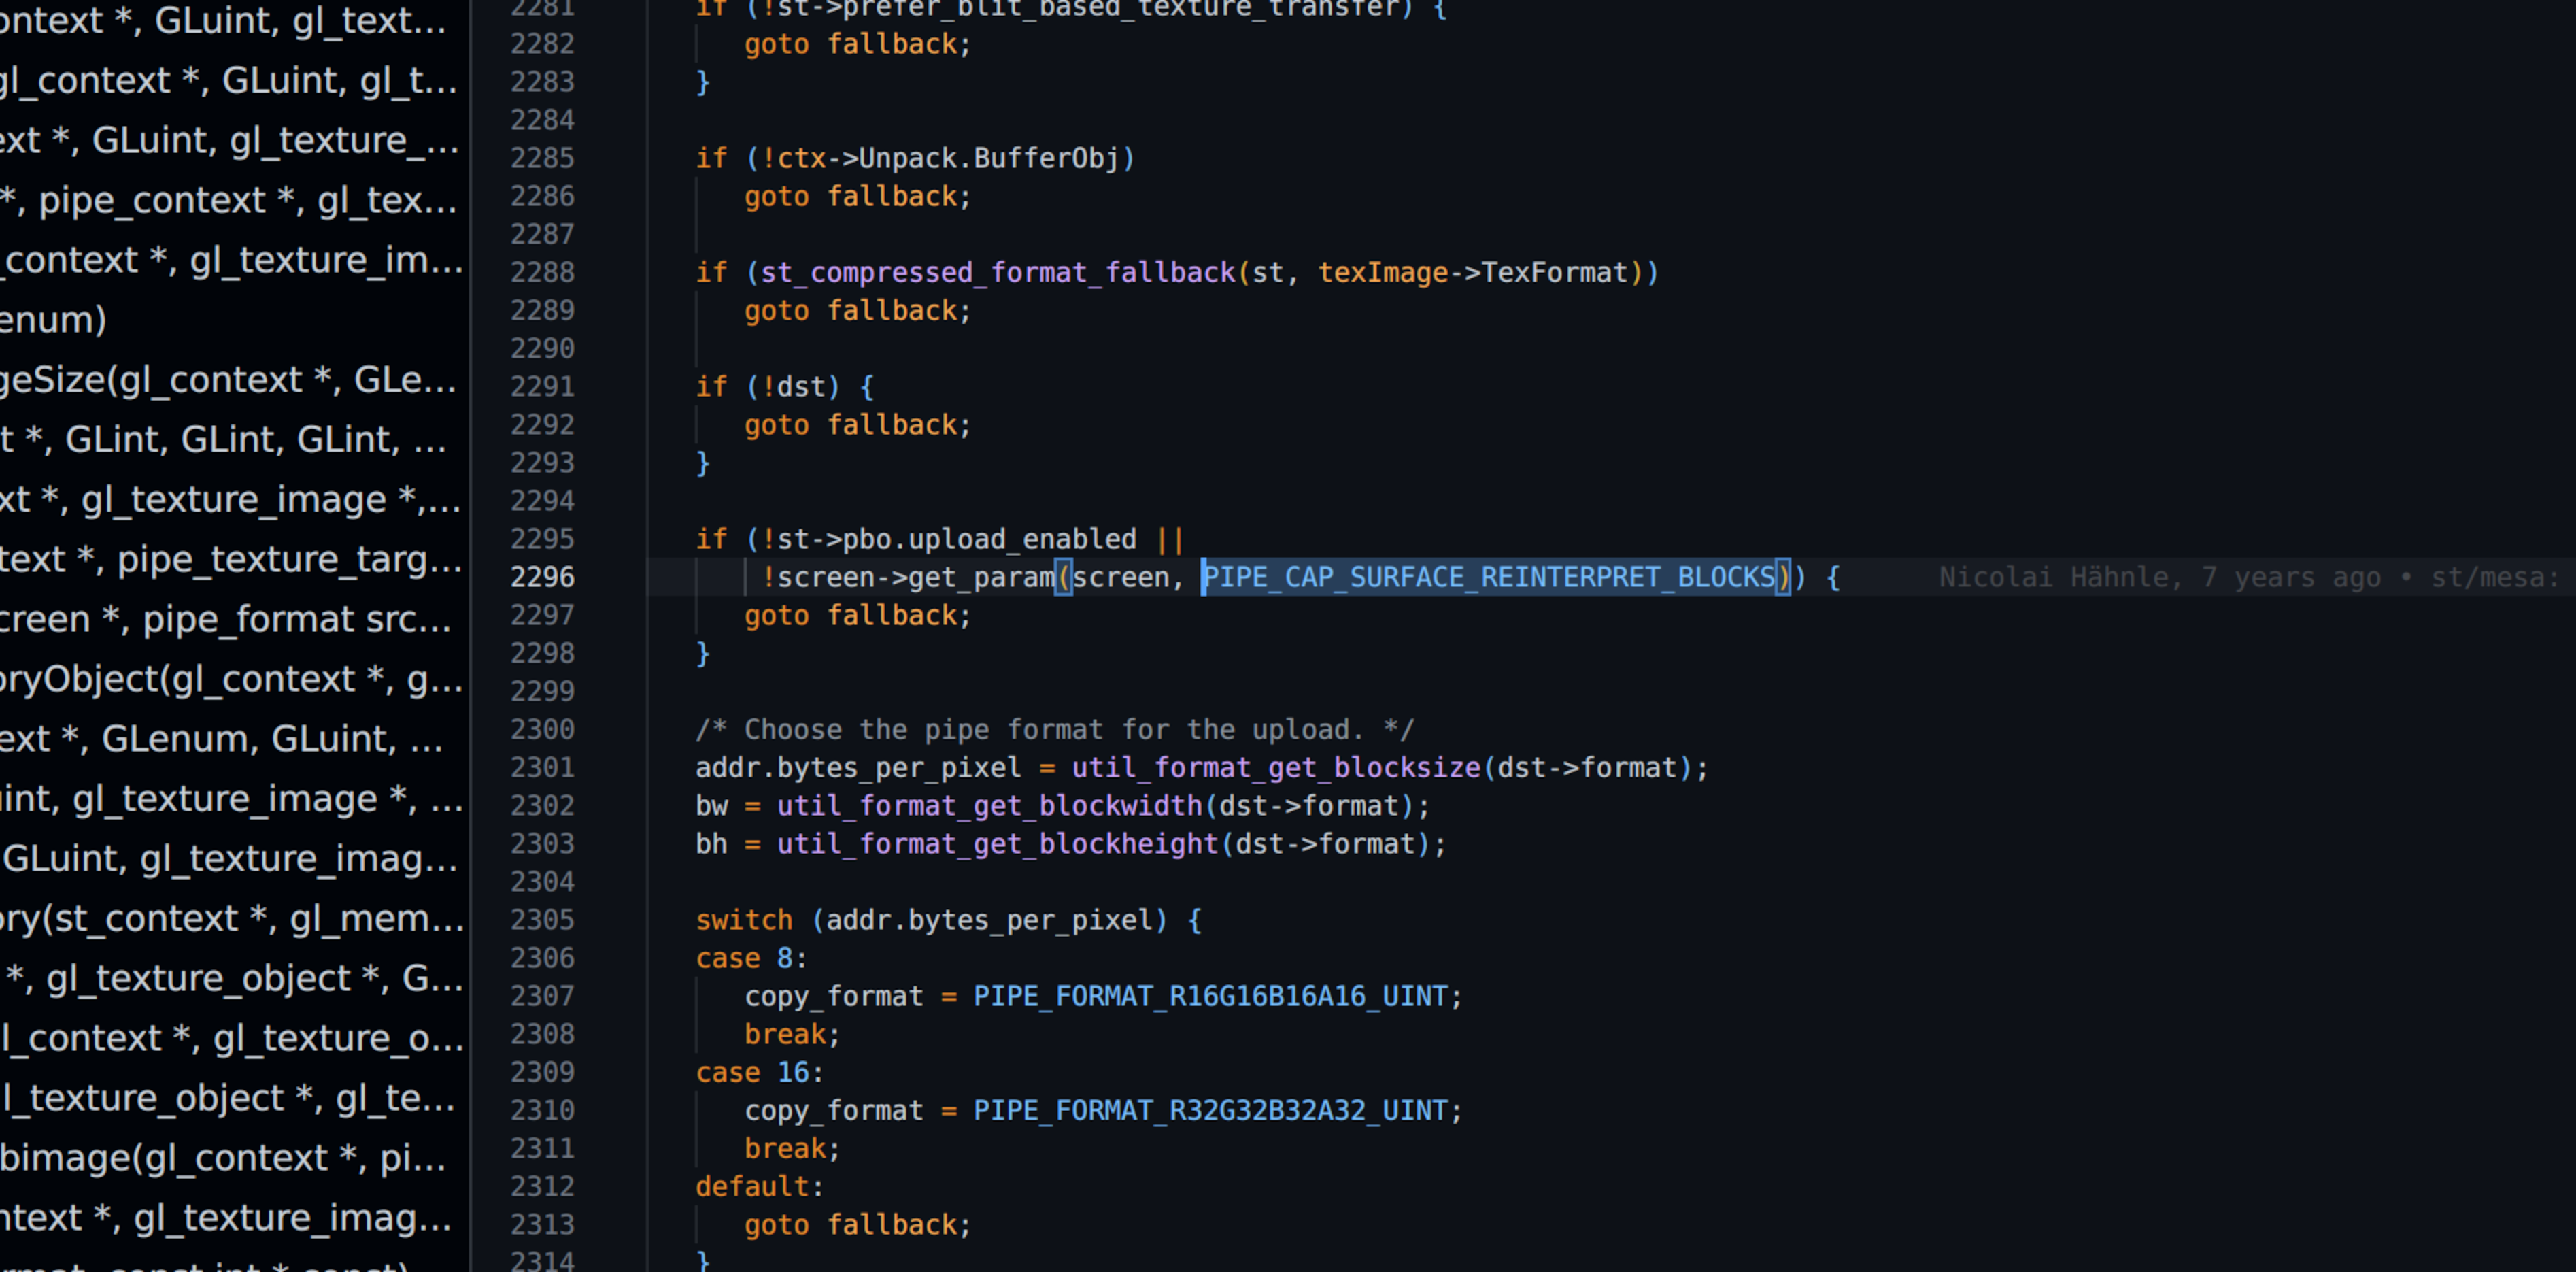 ontext *, GLuint, gl_text...
gl_context *, GLuint, gl_t...
ext *, GLuint, gl_texture_...
*, pipe_context *, gl_tex...
_context *, gl_texture_im...
enum)
geSize(gl_context *, GLe...
t *, GLint, GLint, GLint, ...
xt *, gl_texture_image *,...
text *, pipe_texture_targ...
creen *, pipe_format src...
oryObject(gl_context *, g...
ext *, GLenum, GLuint, ...
int, gl_texture_image *, ...
GLuint, gl_texture_imag...
ory(st_context *, gl_mem...
*, gl_texture_object *, G...
l_context *, gl_texture_o...
l_texture_object *, gl_te...
bimage(gl_context *, pi...
ntext *, gl_texture_imag...
2281 if (!st->prefer_blit_based_texture_transfer) {
2282 goto fallback;
2283 }
2284
2285 if (!ctx->Unpack.BufferObj)
2286 goto fallback;
2287
2288 if (st_compressed_format_fallback(st, texImage->TexFormat))
2289 goto fallback;
2290
2291 if (!dst) {
2292 goto fallback;
2293 }
2294
2295 if (!st->pbo.upload_enabled ||
2296 !screen->get_param(screen, PIPE_CAP_SURFACE_REINTERPRET_BLOCKS)) { Nicolai Hähnle, 7 years ago • st/mesa:
2297 goto fallback;
2298 }
2299
2300 /* Choose the pipe format for the upload. */
2301 addr.bytes_per_pixel = util_format_get_blocksize(dst->format);
2302 bw = util_format_get_blockwidth(dst->format);
2303 bh = util_format_get_blockheight(dst->format);
2304
2305 switch (addr.bytes_per_pixel) {
2306 case 8:
2307 copy_format = PIPE_FORMAT_R16G16B16A16_UINT;
2308 break;
2309 case 16:
2310 copy_format = PIPE_FORMAT_R32G32B32A32_UINT;
2311 break;
2312 default:
2313 goto fallback;
2314 }